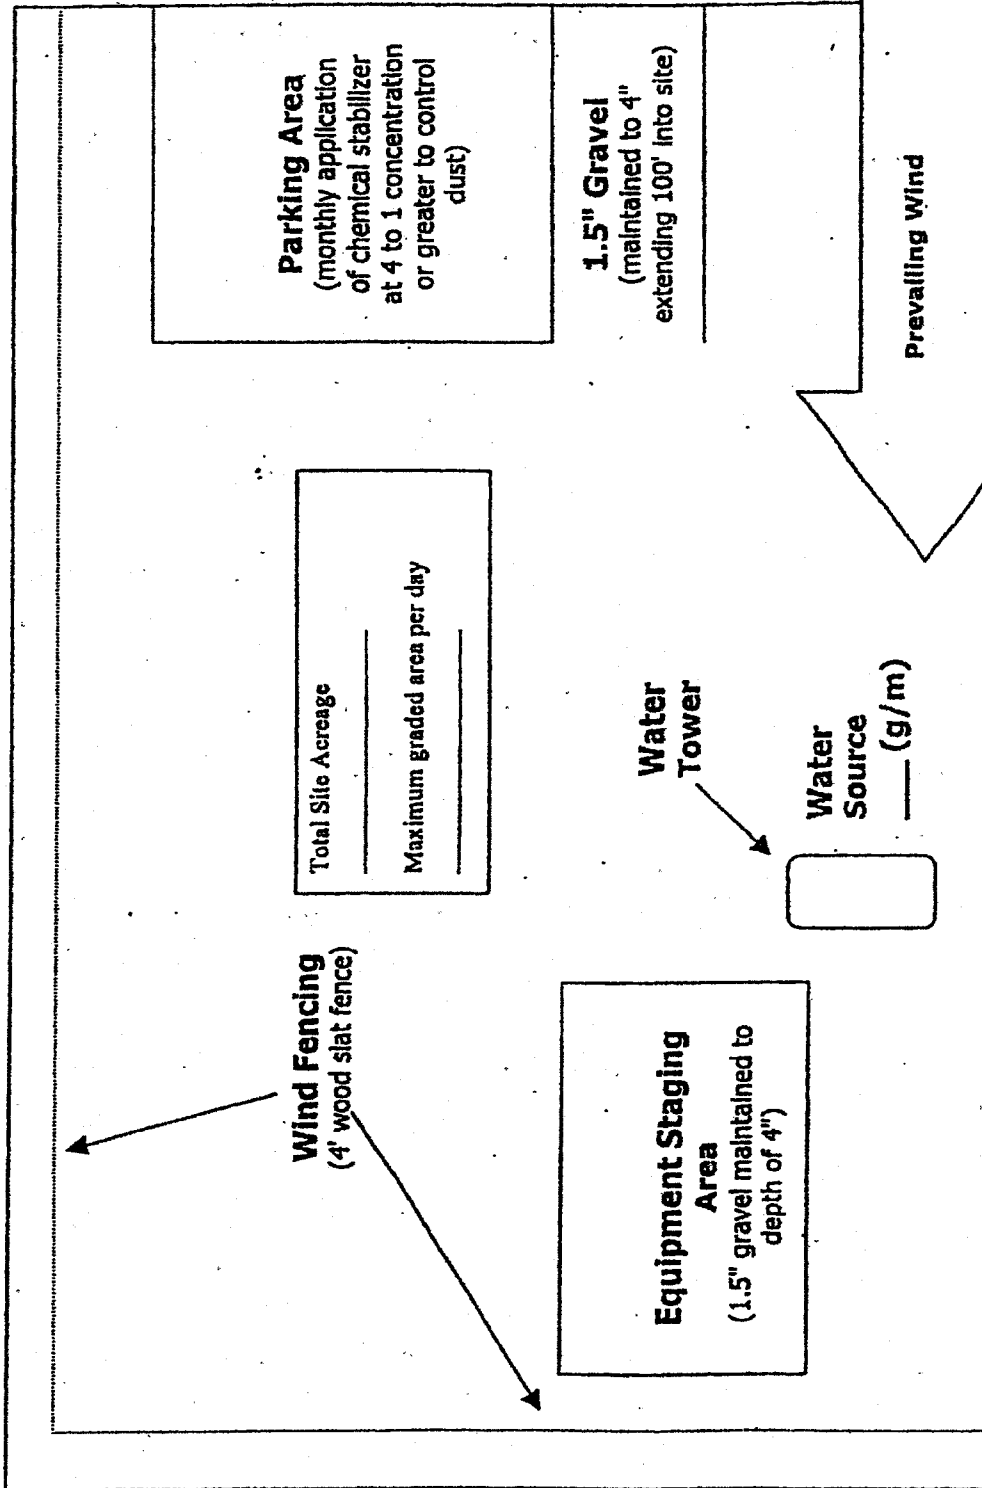 Parking Area
(monthly application
of chemical stabilizer
at 4 to 1 concentration
or greater to control
dust)
1.5" Gravel
(maintained to 4"
extending 100' into site)
Prevailing Wind
Total Site Acreage
Maximum graded area per day
Water
Tower
Water
Source
(g/m)
Wind Fencing
(4' wood slat fence)
Equipment Staging
Area
(1.5" gravel maintained to
depth of 4")